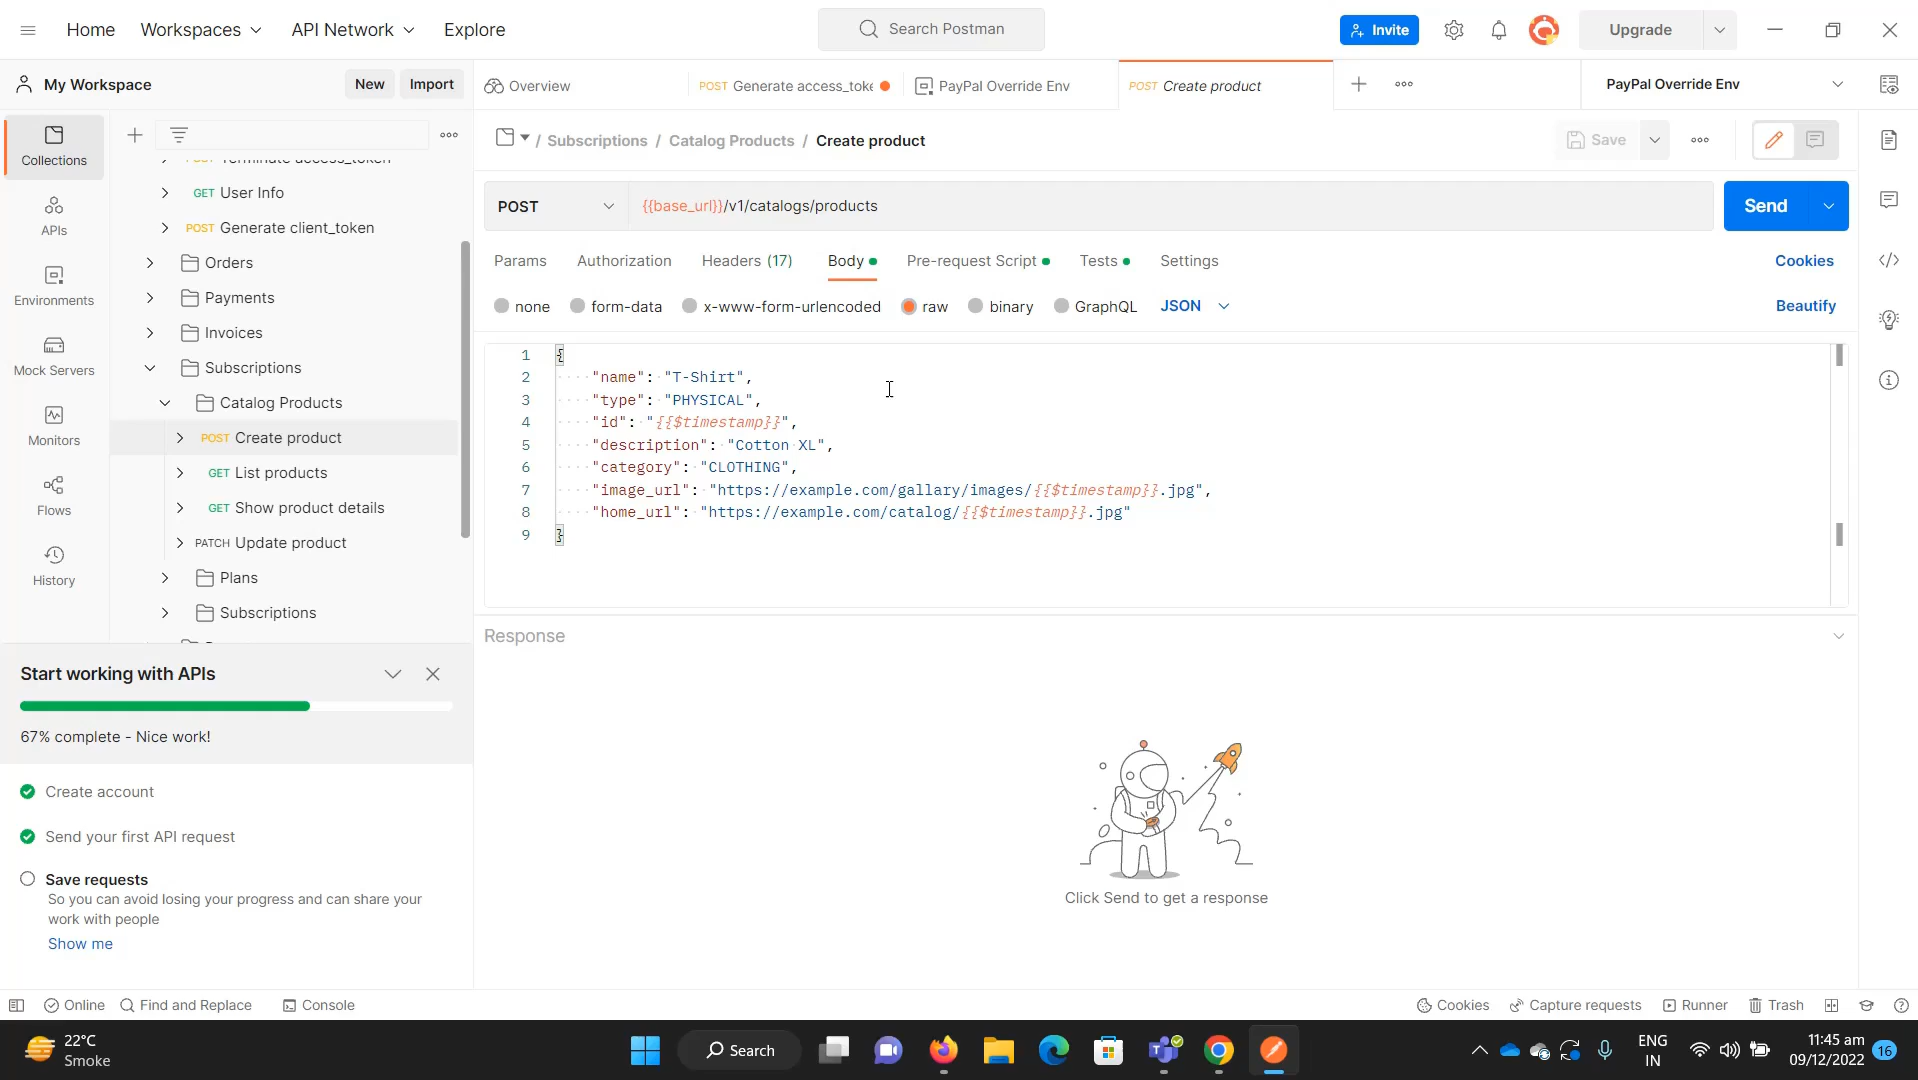 Home
Workspaces
API Network
Explore
Search Postman
Invite
Upgrade
My Workspace
New
Import
Overview
POST Generate access_toke
PayPal Override Env
POST Create product
PayPal Override Env
Collections
APIs
Environments
Mock Servers
Monitors
Flows
History
Terminate access_token
GET User Info
POST Generate client_token
Orders
Payments
Invoices
Subscriptions
Catalog Products
POST Create product
GET List products
GET Show product details
PATCH Update product
Plans
Subscriptions
/ Subscriptions / Catalog Products / Create product
Save
POST
{{base_url}}/v1/catalogs/products
Send
Params
Authorization
Headers (17)
Body
Pre-request Script
Tests
Settings
Cookies
none
form-data
x-www-form-urlencoded
raw
binary
GraphQL
JSON
Beautify
1 {
2 "name": "T-Shirt",
3 "type": "PHYSICAL",
4 "id": "{{$timestamp}}",
5 "description": "Cotton XL",
6 "category": "CLOTHING",
7 "image_url": "https://example.com/gallary/images/{{$timestamp}}.jpg",
8 "home_url": "https://example.com/catalog/{{$timestamp}}.jpg"
9 }
Response
Click Send to get a response
Start working with APIs
67% complete - Nice work!
Create account
Send your first API request
Save requests
So you can avoid losing your progress and can share your
work with people
Show me
Online
Find and Replace
Console
Cookies
Capture requests
Runner
Trash
22°C
Smoke
Search
ENG
IN
11:45 am
09/12/2022
16